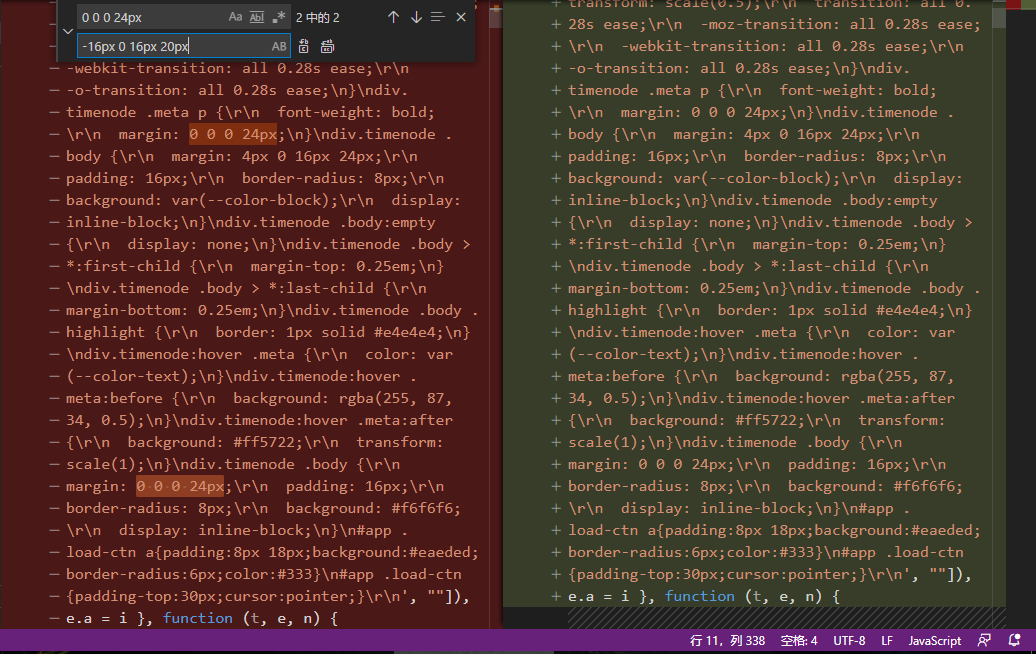 0 0 0 24px
Aa Abl .* 2 中的 2
-16px 0 16px 20px
AB
-webkit-transition: all 0.28s ease;\r\n
-o-transition: all 0.28s ease;\n}\ndiv.
timenode .meta p {\r\n  font-weight: bold;
\r\n  margin: 0 0 0 24px;\n}\ndiv.timenode .
body {\r\n  margin: 4px 0 16px 24px;\r\n
padding: 16px;\r\n  border-radius: 8px;\r\n
background: var(--color-block);\r\n  display:
inline-block;\n}\ndiv.timenode .body:empty
{\r\n  display: none;\n}\ndiv.timenode .body >
*:first-child {\r\n  margin-top: 0.25em;\n}
\ndiv.timenode .body > *:last-child {\r\n
margin-bottom: 0.25em;\n}\ndiv.timenode .body .
highlight {\r\n  border: 1px solid #e4e4e4;\n}
\ndiv.timenode:hover .meta {\r\n  color: var
(--color-text);\n}\ndiv.timenode:hover .
meta:before {\r\n  background: rgba(255, 87,
34, 0.5);\n}\ndiv.timenode:hover .meta:after
{\r\n  background: #ff5722;\r\n  transform:
scale(1);\n}\ndiv.timenode .body {\r\n
margin: 0 0 0 24px;\r\n  padding: 16px;\r\n
border-radius: 8px;\r\n  background: #f6f6f6;
\r\n  display: inline-block;\n}\n#app .
load-ctn a{padding:8px 18px;background:#eaeded;
border-radius:6px;color:#333}\n#app .load-ctn
{padding-top:30px;cursor:pointer;}\r\n', ""]),
e.a = i }, function (t, e, n) {
transform: scale(0.5);\r\n  transition: all 0.
28s ease;\r\n  -moz-transition: all 0.28s ease;
\r\n  -webkit-transition: all 0.28s ease;\r\n
-o-transition: all 0.28s ease;\n}\ndiv.
timenode .meta p {\r\n  font-weight: bold;
\r\n  margin: 0 0 0 24px;\n}\ndiv.timenode .
body {\r\n  margin: 4px 0 16px 24px;\r\n
padding: 16px;\r\n  border-radius: 8px;\r\n
background: var(--color-block);\r\n  display:
inline-block;\n}\ndiv.timenode .body:empty
{\r\n  display: none;\n}\ndiv.timenode .body >
*:first-child {\r\n  margin-top: 0.25em;\n}
\ndiv.timenode .body > *:last-child {\r\n
margin-bottom: 0.25em;\n}\ndiv.timenode .body .
highlight {\r\n  border: 1px solid #e4e4e4;\n}
\ndiv.timenode:hover .meta {\r\n  color: var
(--color-text);\n}\ndiv.timenode:hover .
meta:before {\r\n  background: rgba(255, 87,
34, 0.5);\n}\ndiv.timenode:hover .meta:after
{\r\n  background: #ff5722;\r\n  transform:
scale(1);\n}\ndiv.timenode .body {\r\n
margin: 0 0 0 24px;\r\n  padding: 16px;\r\n
border-radius: 8px;\r\n  background: #f6f6f6;
\r\n  display: inline-block;\n}\n#app .
load-ctn a{padding:8px 18px;background:#eaeded;
border-radius:6px;color:#333}\n#app .load-ctn
{padding-top:30px;cursor:pointer;}\r\n', ""]),
e.a = i }, function (t, e, n) {
行 11，列 338 空格: 4 UTF-8 LF JavaScript